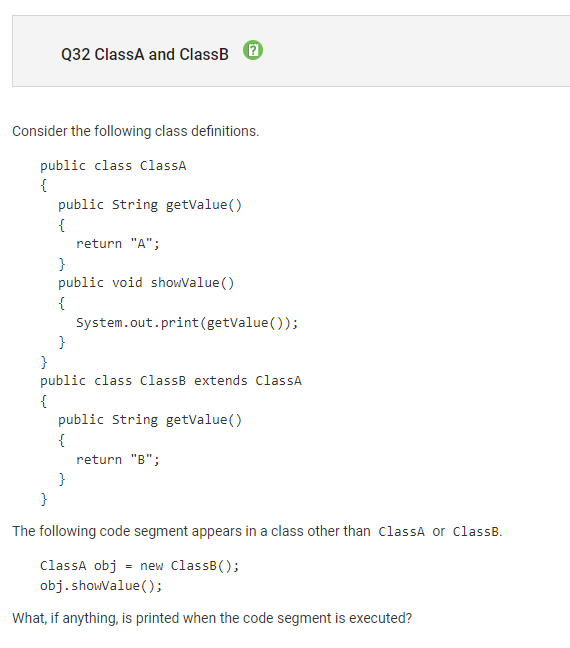 Q32 ClassA and ClassB
Consider the following class definitions.
public class ClassA
{
public String getValue()
{
return "A";
}
public void showValue()
{
System.out.print(getValue());
}
}
public class ClassB extends ClassA
{
public String getValue()
{
return "B";
}
}
The following code segment appears in a class other than ClassA or ClassB.
ClassA obj = new ClassB();
obj.showValue();
What, if anything, is printed when the code segment is executed?